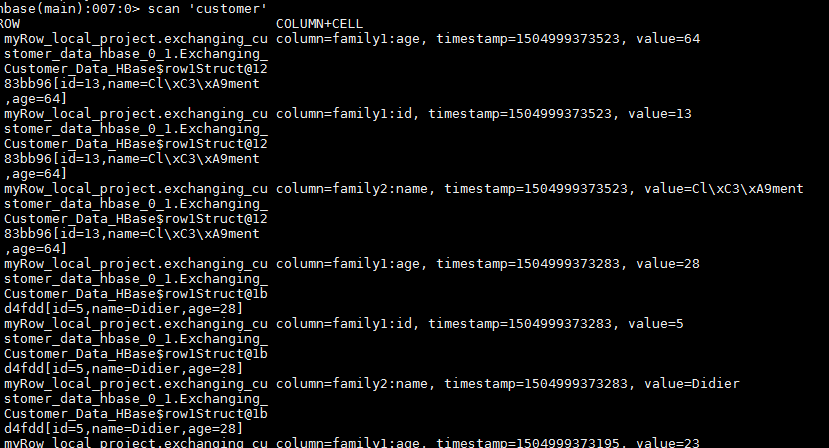 hbase(main):007:0> scan 'customer'
ROW COLUMN+CELL
myRow_local_project.exchanging_cu column=family1:age, timestamp=1504999373523, value=64
stomer_data_hbase_0_1.Exchanging_
Customer_Data_HBase$row1Struct@12
83bb96[id=13,name=Cl\xC3\xA9ment
,age=64]
myRow_local_project.exchanging_cu column=family1:id, timestamp=1504999373523, value=13
stomer_data_hbase_0_1.Exchanging_
Customer_Data_HBase$row1Struct@12
83bb96[id=13,name=Cl\xC3\xA9ment
,age=64]
myRow_local_project.exchanging_cu column=family2:name, timestamp=1504999373523, value=Cl\xC3\xA9ment
stomer_data_hbase_0_1.Exchanging_
Customer_Data_HBase$row1Struct@12
83bb96[id=13,name=Cl\xC3\xA9ment
,age=64]
myRow_local_project.exchanging_cu column=family1:age, timestamp=1504999373283, value=28
stomer_data_hbase_0_1.Exchanging_
Customer_Data_HBase$row1Struct@1b
d4fdd[id=5,name=Didier,age=28]
myRow_local_project.exchanging_cu column=family1:id, timestamp=1504999373283, value=5
stomer_data_hbase_0_1.Exchanging_
Customer_Data_HBase$row1Struct@1b
d4fdd[id=5,name=Didier,age=28]
myRow_local_project.exchanging_cu column=family2:name, timestamp=1504999373283, value=Didier
stomer_data_hbase_0_1.Exchanging_
Customer_Data_HBase$row1Struct@1b
d4fdd[id=5,name=Didier,age=28]
myRow_local_project.exchanging_cu column=family1:age, timestamp=1504999373195, value=23